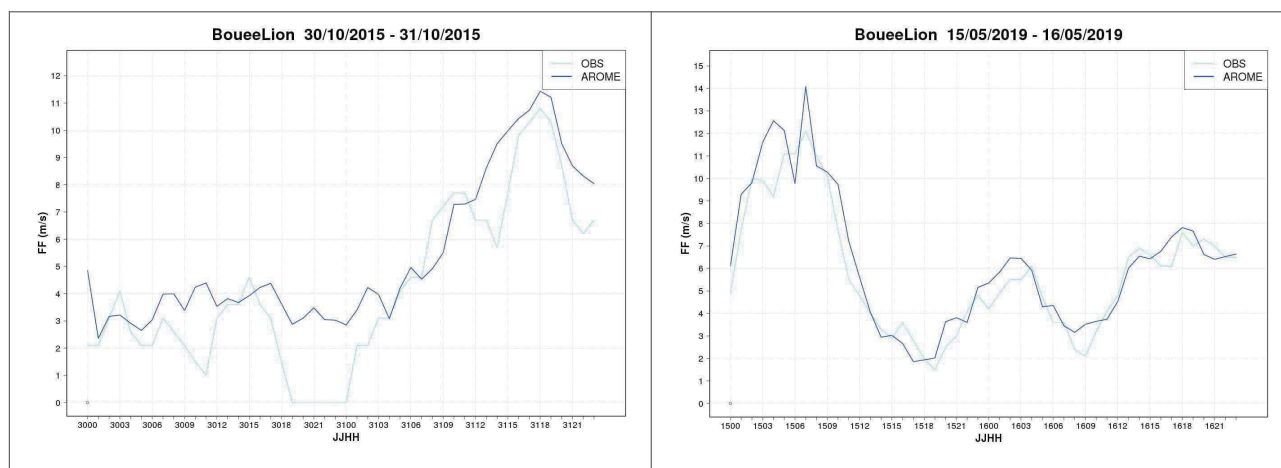 BoueeLion 30/10/2015 - 31/10/2015
OBS
AROME
12
11
10
9
8
7
6
5
4
3
2
1
0
FF (m/s)
3000 3003 3006 3009 3012 3015 3018 3021 3100 3103 3106 3109 3112 3115 3118 3121
JJHH
BoueeLion 15/05/2019 - 16/05/2019
OBS
AROME
15
14
13
12
11
10
9
8
7
6
5
4
3
2
1
0
FF (m/s)
1500 1503 1506 1509 1512 1515 1518 1521 1600 1603 1606 1609 1612 1615 1618 1621
JJHH